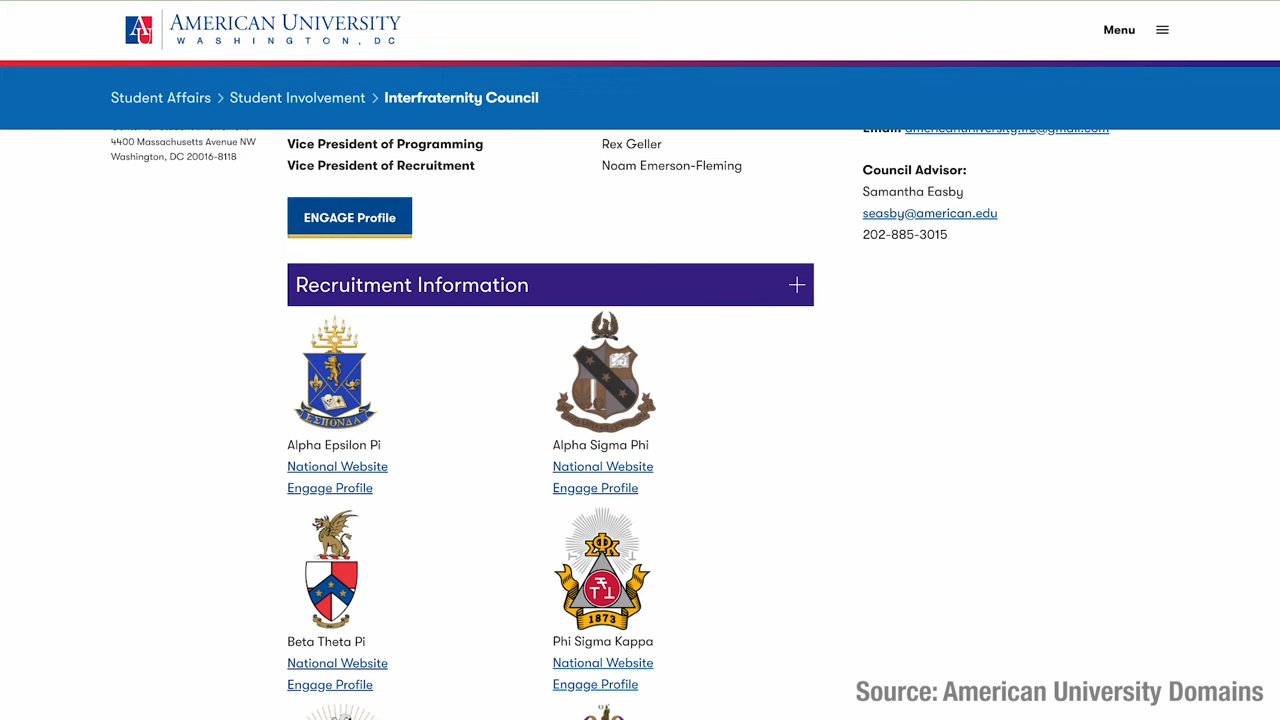 AMERICAN UNIVERSITY
WASHINGTON, DC
Menu
Student Affairs > Student Involvement > Interfraternity Council
4400 Massachusetts Avenue NW
Washington, DC 20016-8118
Vice President of Programming Rex Geller
Vice President of Recruitment Noam Emerson-Fleming
ENGAGE Profile
Email: americanuniversity.ifc@gmail.com
Council Advisor:
Samantha Easby
seasby@american.edu
202-885-3015
Recruitment Information
ΕΣΠΟΝΔΑ
Alpha Epsilon Pi
National Website
Engage Profile
Alpha Sigma Phi
National Website
Engage Profile
Beta Theta Pi
National Website
Engage Profile
ΣΦΚ
1873
Phi Sigma Kappa
National Website
Engage Profile
Source: American University Domains